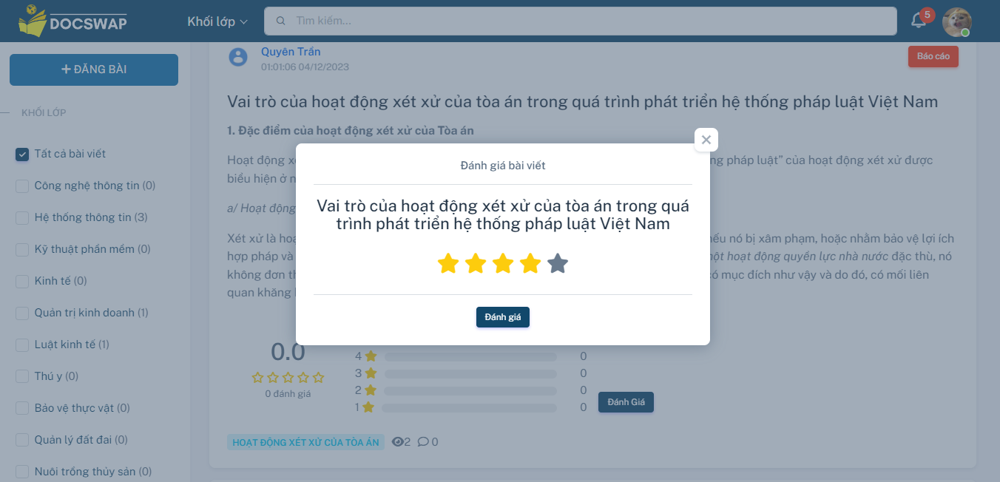 DOCSWAP
Khối lớp
Tìm kiếm...
5
ĐĂNG BÀI
KHỐI LỚP
Tất cả bài viết
Công nghệ thông tin (0)
Hệ thống thông tin (3)
Kỹ thuật phần mềm (0)
Kinh tế (0)
Quản trị kinh doanh (1)
Luật kinh tế (1)
Thú y (0)
Bảo vệ thực vật (0)
Quản lý đất đai (0)
Nuôi trồng thủy sản (0)
Quyên Trần
01:01:06 04/12/2023
Báo cáo
Vai trò của hoạt động xét xử của tòa án trong quá trình phát triển hệ thống pháp luật Việt Nam
1. Đặc điểm của hoạt động xét xử của Tòa án
Hoạt động pháp luật” của hoạt động xét xử được
biểu hiện ở
a/ Hoạt động
Xét xử là nếu nó bị xâm phạm, hoặc nhằm bảo vệ lợi ích
hợp pháp và một hoạt động quyền lực nhà nước đặc thù, nó
không đơn có mục đích như vậy và do đó, có mối liên
quan khăng
Đánh giá bài viết
Vai trò của hoạt động xét xử của tòa án trong quá
trình phát triển hệ thống pháp luật Việt Nam
Đánh giá
0.0
0 đánh giá
4 0
3 0
2 0
1 0
Đánh Giá
HOẠT ĐỘNG XÉT XỬ CỦA TÒA ÁN 2 0